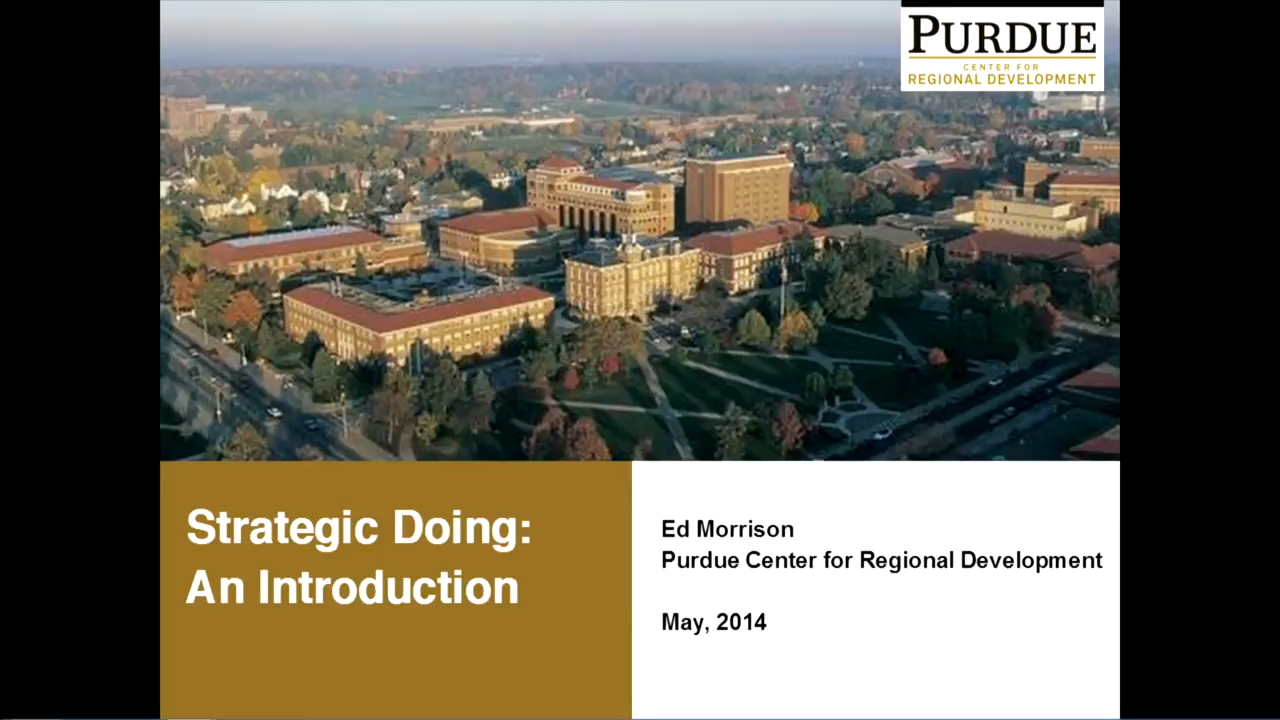 PURDUE
CENTER FOR
REGIONAL DEVELOPMENT
Strategic Doing:
An Introduction
Ed Morrison
Purdue Center for Regional Development
May, 2014